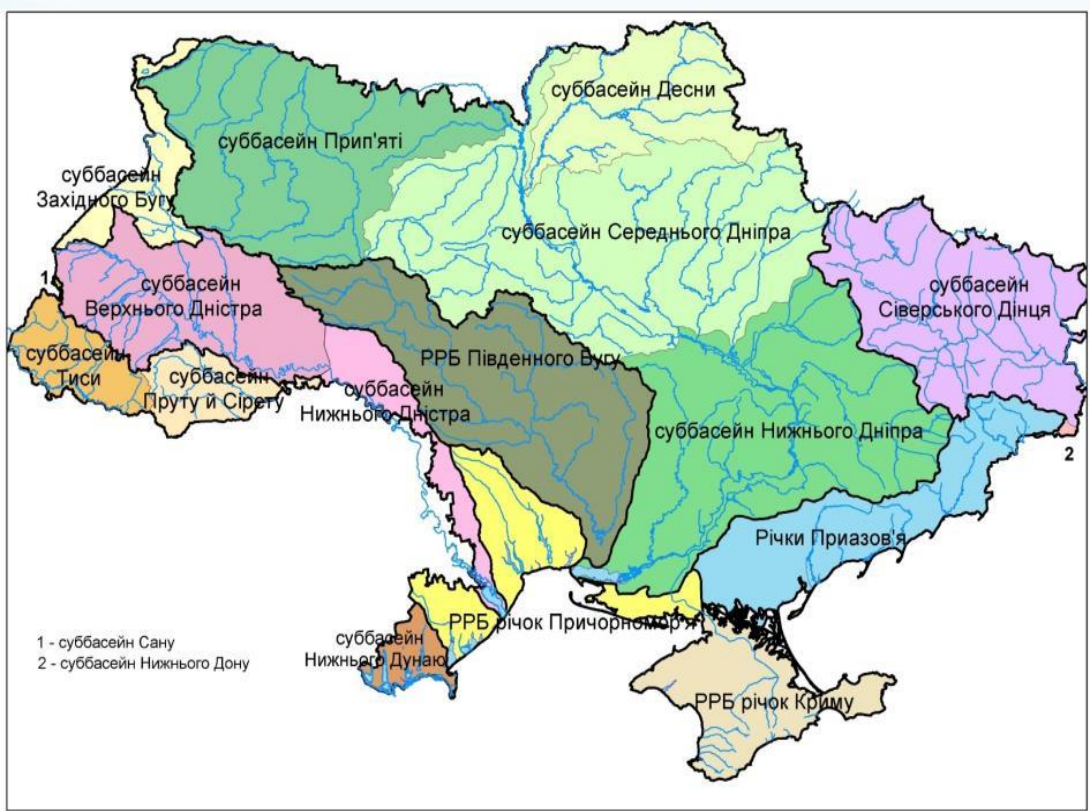 суббасейн Десни
суббасейн Прип'яті
суббасейн
Західного Бугу
суббасейн Середнього Дніпра
1
суббасейн
Верхнього Дністра
суббасейн
Сіверського Дінця
суббасейн
Тиси
суббасейн
Пруту й Сірету
РРБ Південного Бугу
суббасейн
Нижнього Дністра
суббасейн Нижнього Дніпра
2
Річки Приазов'я
РРБ річок Причорномор'я
суббасейн
Нижнього Дунаю
1 - суббасейн Сану
2 - суббасейн Нижнього Дону
РРБ річок Криму